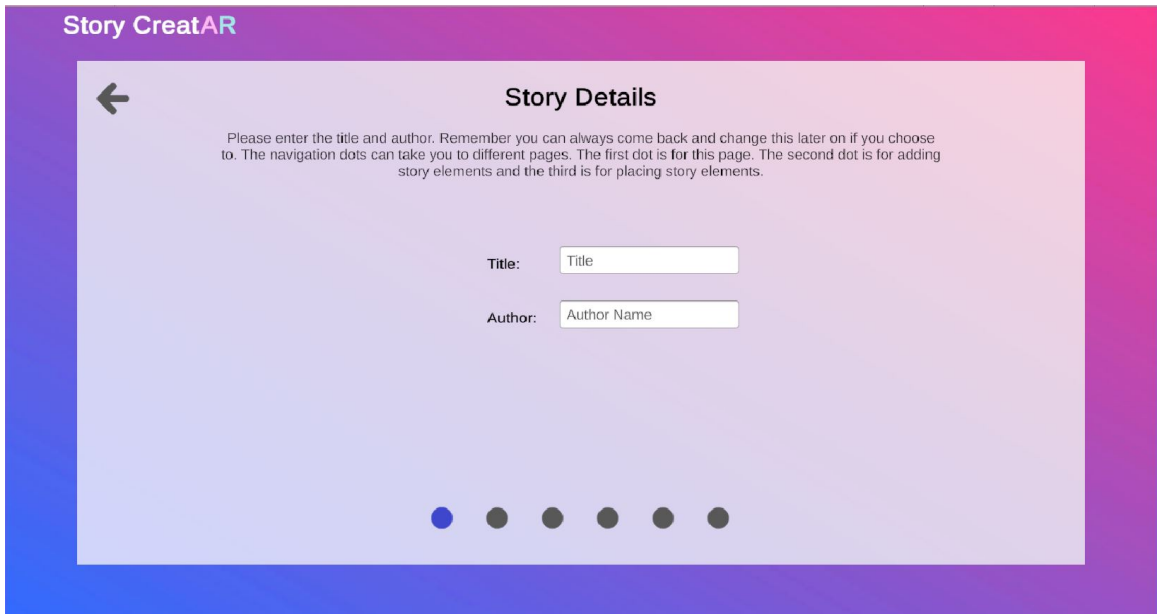 Story CreatAR
Story Details
Please enter the title and author. Remember you can always come back and change this later on if you choose
to. The navigation dots can take you to different pages. The first dot is for this page. The second dot is for adding
story elements and the third is for placing story elements.
Title: Title
Author: Author Name